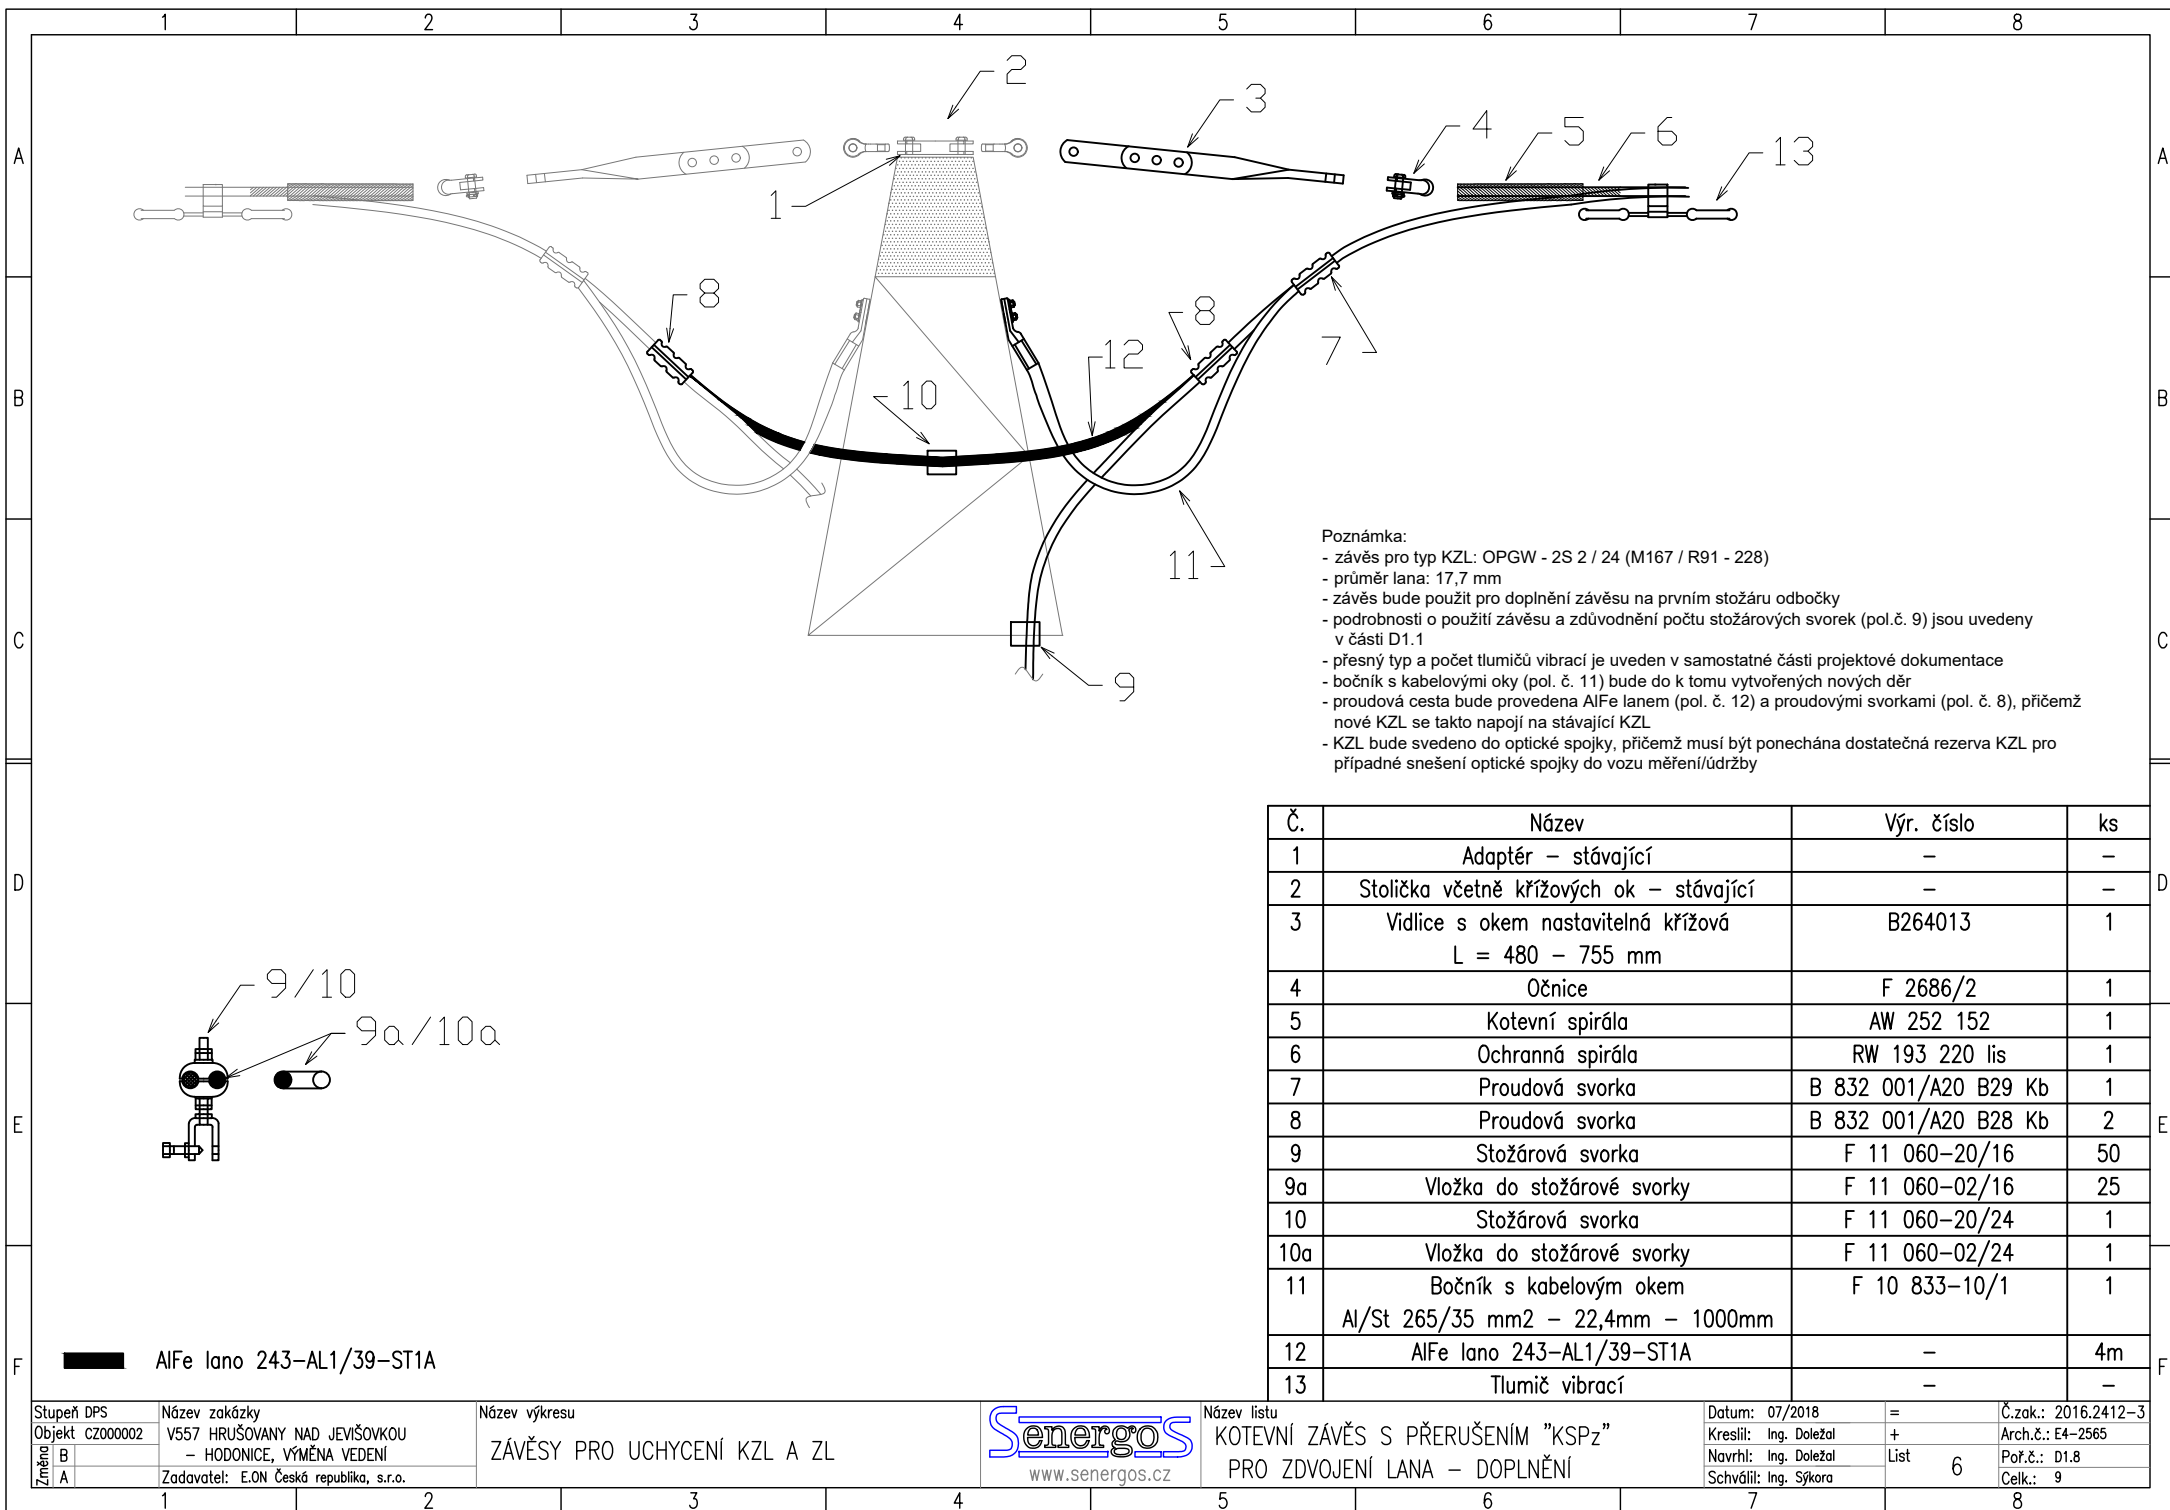 1 2 3 4 5 6 7 8
A A
B B
C C
D D
E E
F F
2
3
4
5
6
13
1
8
8
7
12
10
11
9
9/10
9a/10a
Poznámka:
- závěs pro typ KZL: OPGW - 2S 2 / 24 (M167 / R91 - 228)
- průměr lana: 17,7 mm
- závěs bude použit pro doplnění závěsu na prvním stožáru odbočky
- podrobnosti o použití závěsu a zdůvodnění počtu stožárových svorek (pol.č. 9) jsou uvedeny
v části D1.1
- přesný typ a počet tlumičů vibrací je uveden v samostatné části projektové dokumentace
- bočník s kabelovými oky (pol. č. 11) bude do k tomu vytvořených nových děr
- proudová cesta bude provedena AlFe lanem (pol. č. 12) a proudovými svorkami (pol. č. 8), přičemž
nové KZL se takto napojí na stávající KZL
- KZL bude svedeno do optické spojky, přičemž musí být ponechána dostatečná rezerva KZL pro
případné snešení optické spojky do vozu měření/údržby
Č. Název Výr. číslo ks
1 Adaptér – stávající – –
2 Stolička včetně křížových ok – stávající – –
3 Vidlice s okem nastavitelná křížová B264013 1
L = 480 – 755 mm
4 Očnice F 2686/2 1
5 Kotevní spirála AW 252 152 1
6 Ochranná spirála RW 193 220 lis 1
7 Proudová svorka B 832 001/A20 B29 Kb 1
8 Proudová svorka B 832 001/A20 B28 Kb 2
9 Stožárová svorka F 11 060–20/16 50
9a Vložka do stožárové svorky F 11 060–02/16 25
10 Stožárová svorka F 11 060–20/24 1
10a Vložka do stožárové svorky F 11 060–02/24 1
11 Bočník s kabelovým okem F 10 833–10/1 1
Al/St 265/35 mm2 – 22,4mm – 1000mm
12 AlFe lano 243–AL1/39–ST1A – 4m
13 Tlumič vibrací – –
AlFe lano 243–AL1/39–ST1A
Stupeň DPS
Objekt CZ000002
Změna
B
A
Název zakázky
V557 HRUŠOVANY NAD JEVIŠOVKOU
– HODONICE, VÝMĚNA VEDENÍ
Zadavatel: E.ON Česká republika, s.r.o.
Název výkresu
ZÁVĚSY PRO UCHYCENÍ KZL A ZL
SenergoS
www.senergos.cz
Název listu
KOTEVNÍ ZÁVĚS S PŘERUŠENÍM "KSPz"
PRO ZDVOJENÍ LANA – DOPLNĚNÍ
Datum: 07/2018
Kreslil: Ing. Doležal
Navrhl: Ing. Doležal
Schválil: Ing. Sýkora
=
+
List 6
Č.zak.: 2016.2412–3
Arch.č.: E4–2565
Poř.č.: D1.8
Celk.: 9
1 2 3 4 5 6 7 8